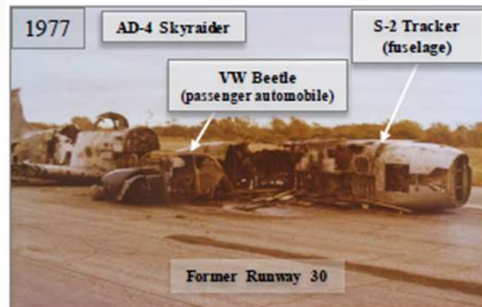 1977
AD-4 Skyraider
S-2 Tracker
(fuselage)
VW Beetle
(passenger automobile)
Former Runway 30